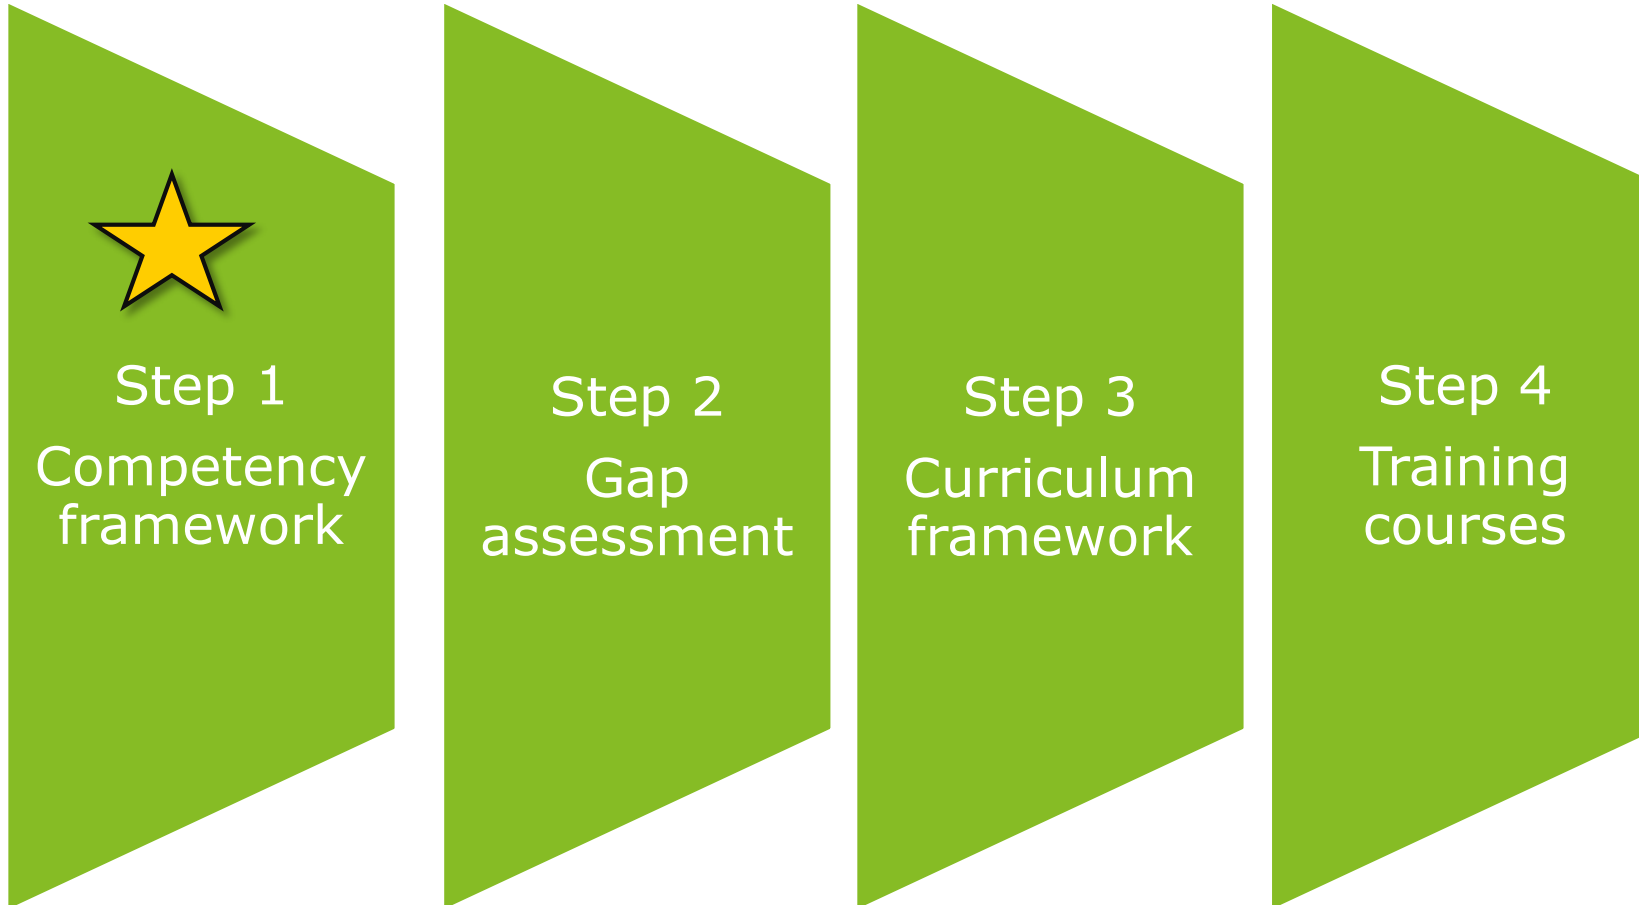 Step 1
Competency
framework
Step 2
Gap
assessment
Step 3
Curriculum
framework
Step 4
Training
courses